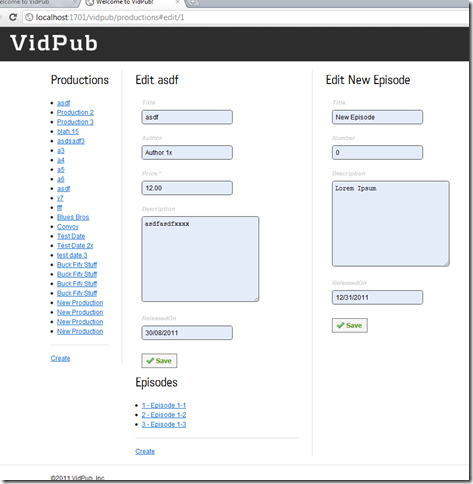 Welcome to VidPub
Welcome to VidPub!
localhost:1701/vidpub/productions#edit/1
VidPub
Productions
asdf
Production 2
Production 3
blah.15
asdsadf3
a3
a4
a5
a6
asdf
y7
fff
Blues Bros
Convoy
Test Date
Test Date 2x
test date 3
Buck Fify Stuff
Buck Fify Stuff
Buck Fify Stuff
Buck Fify Stuff
New Production
New Production
New Production
New Production
Create
Edit asdf
Title
asdf
Author
Author 1x
Price *
12.00
Description
asdfasdfxxxx
ReleasedOn
30/08/2011
Save
Episodes
1 - Episode 1-1
2 - Episode 1-2
3 - Episode 1-3
Create
Edit New Episode
Title
New Episode
Number
0
Description
Lorem Ipsum
ReleasedOn
12/31/2011
Save
©2011 VidPub, Inc